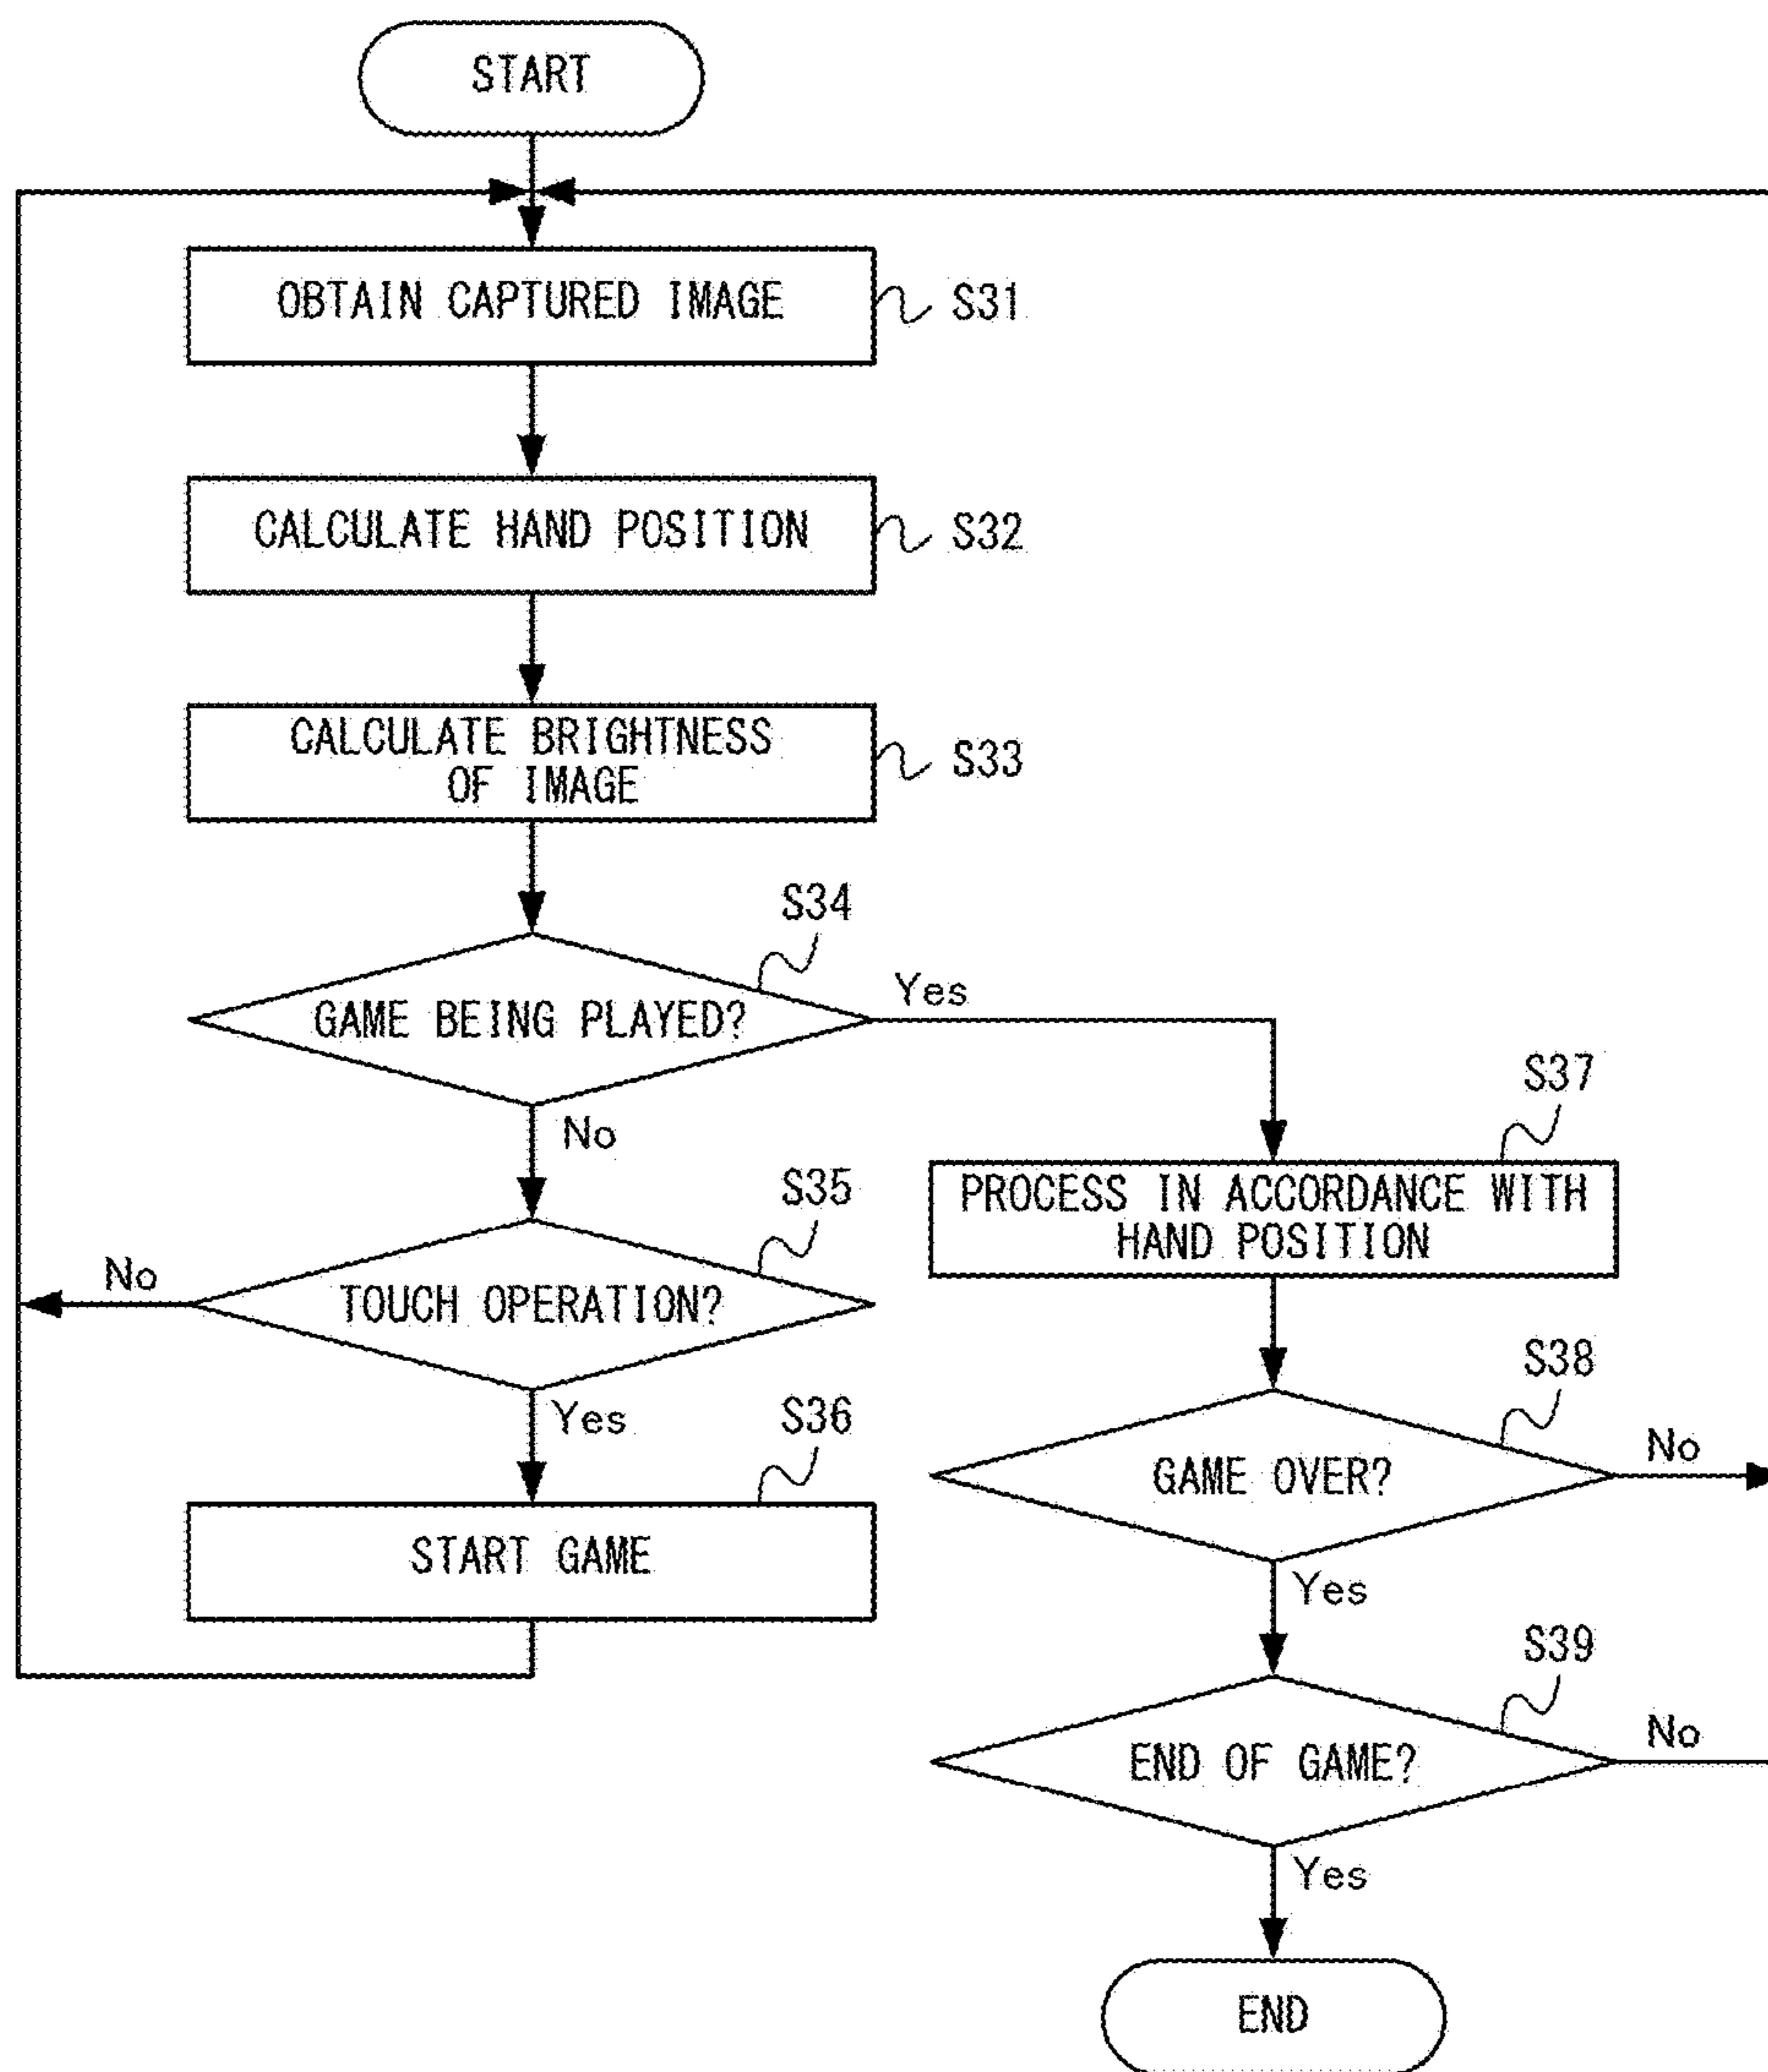 START
OBTAIN CAPTURED IMAGE
S31
CALCULATE HAND POSITION
S32
CALCULATE BRIGHTNESS
OF IMAGE
S33
S34
GAME BEING PLAYED?
Yes
No
S35
TOUCH OPERATION?
No
Yes
S36
START GAME
S37
PROCESS IN ACCORDANCE WITH
HAND POSITION
S38
GAME OVER?
No
Yes
S39
END OF GAME?
No
Yes
END